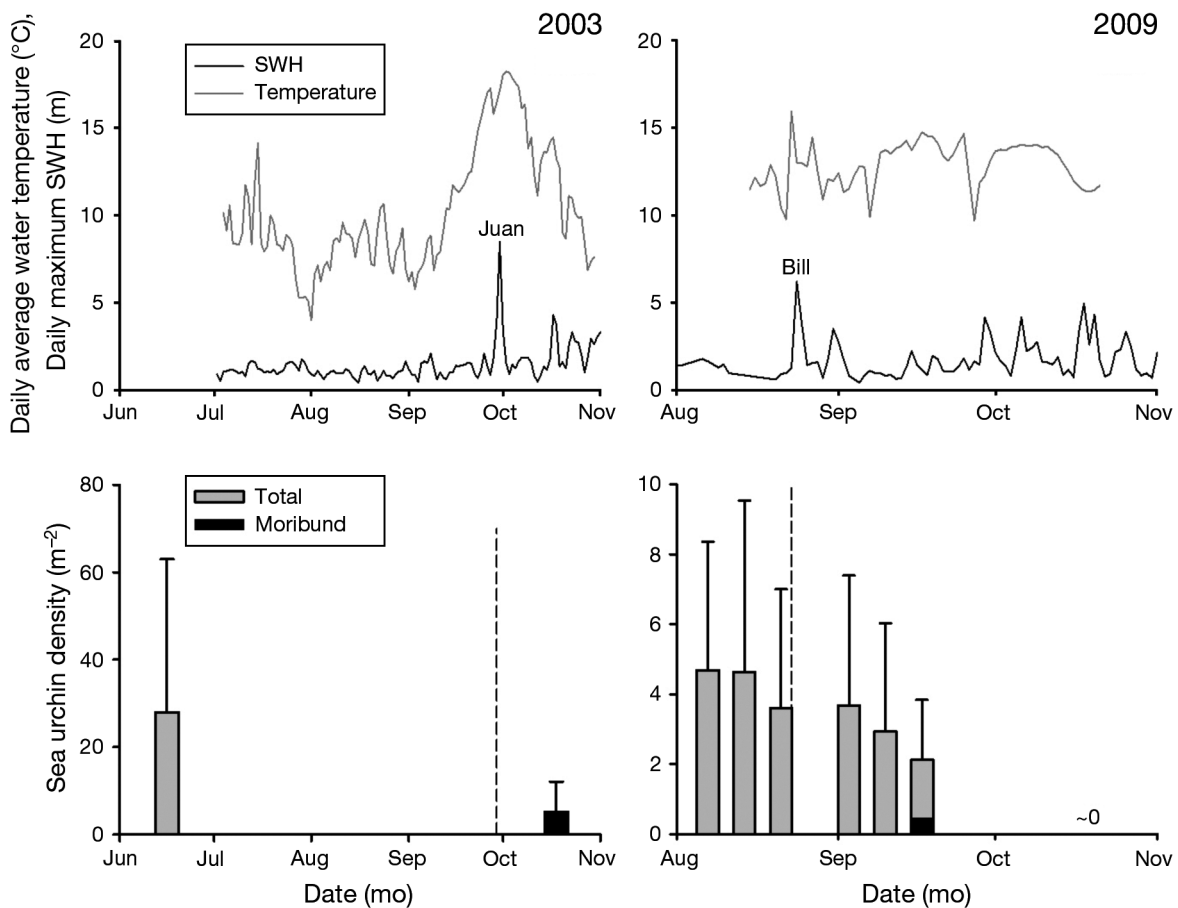 2003
2009
Daily average water temperature (°C),
Daily maximum SWH (m)
20
15
10
5
0
SWH
Temperature
Juan
Jun
Jul
Aug
Sep
Oct
Nov
20
15
10
5
0
Bill
Aug
Sep
Oct
Nov
Sea urchin density (m–2)
80
60
40
20
0
Total
Moribund
Jun
Jul
Aug
Sep
Oct
Nov
Date (mo)
10
8
6
4
2
0
~0
Aug
Sep
Oct
Nov
Date (mo)